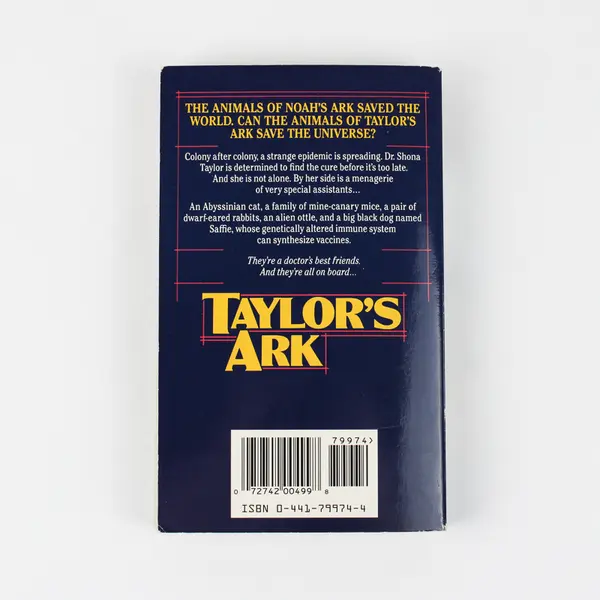 THE ANIMALS OF NOAH'S ARK SAVED THE
WORLD. CAN THE ANIMALS OF TAYLOR'S
ARK SAVE THE UNIVERSE?
Colony after colony, a strange epidemic is spreading. Dr. Shona
Taylor is determined to find the cure before it's too late.
And she is not alone. By her side is a menagerie
of very special assistants...
An Abyssinian cat, a family of mine-canary mice, a pair of
dwarf-eared rabbits, an alien ottle, and a big black dog named
Saffie, whose genetically altered immune system
can synthesize vaccines.
They're a doctor's best friends.
And they're all on board...
TAYLOR'S
ARK
79974>
0 72742 00499 8
ISBN 0-441-79974-4